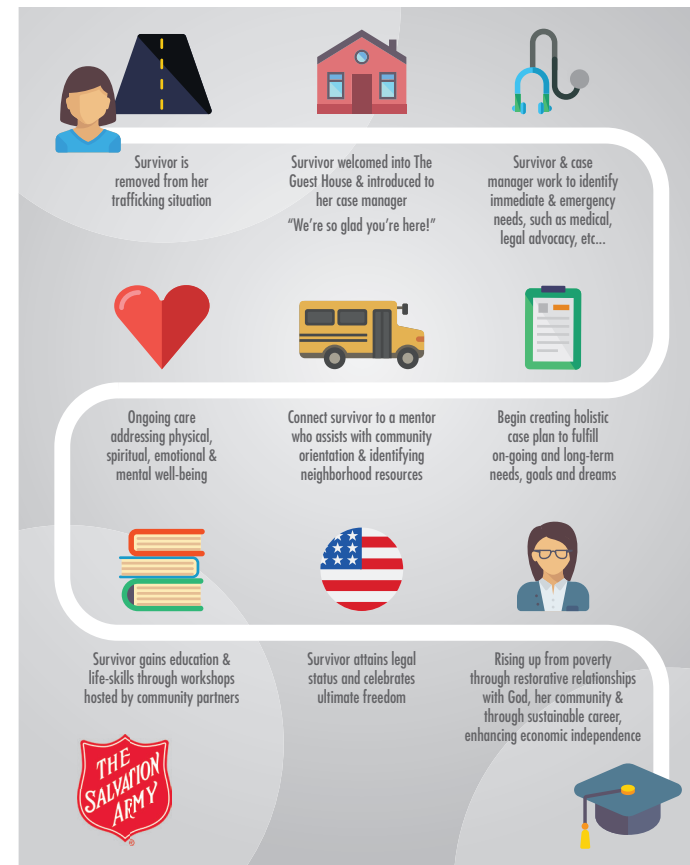 Survivor is
removed from her
trafficking situation
Survivor welcomed into The
Guest House & introduced to
her case manager
“We’re so glad you’re here!”
Survivor & case
manager work to identify
immediate & emergency
needs, such as medical,
legal advocacy, etc...
Begin creating holistic
case plan to fulfill
on-going and long-term
needs, goals and dreams
Connect survivor to a mentor
who assists with community
orientation & identifying
neighborhood resources
Ongoing care
addressing physical,
spiritual, emotional &
mental well-being
Survivor gains education &
life-skills through workshops
hosted by community partners
Survivor attains legal
status and celebrates
ultimate freedom
Rising up from poverty
through restorative relationships
with God, her community &
through sustainable career,
enhancing economic independence
THE
SALVATION
ARMY
®